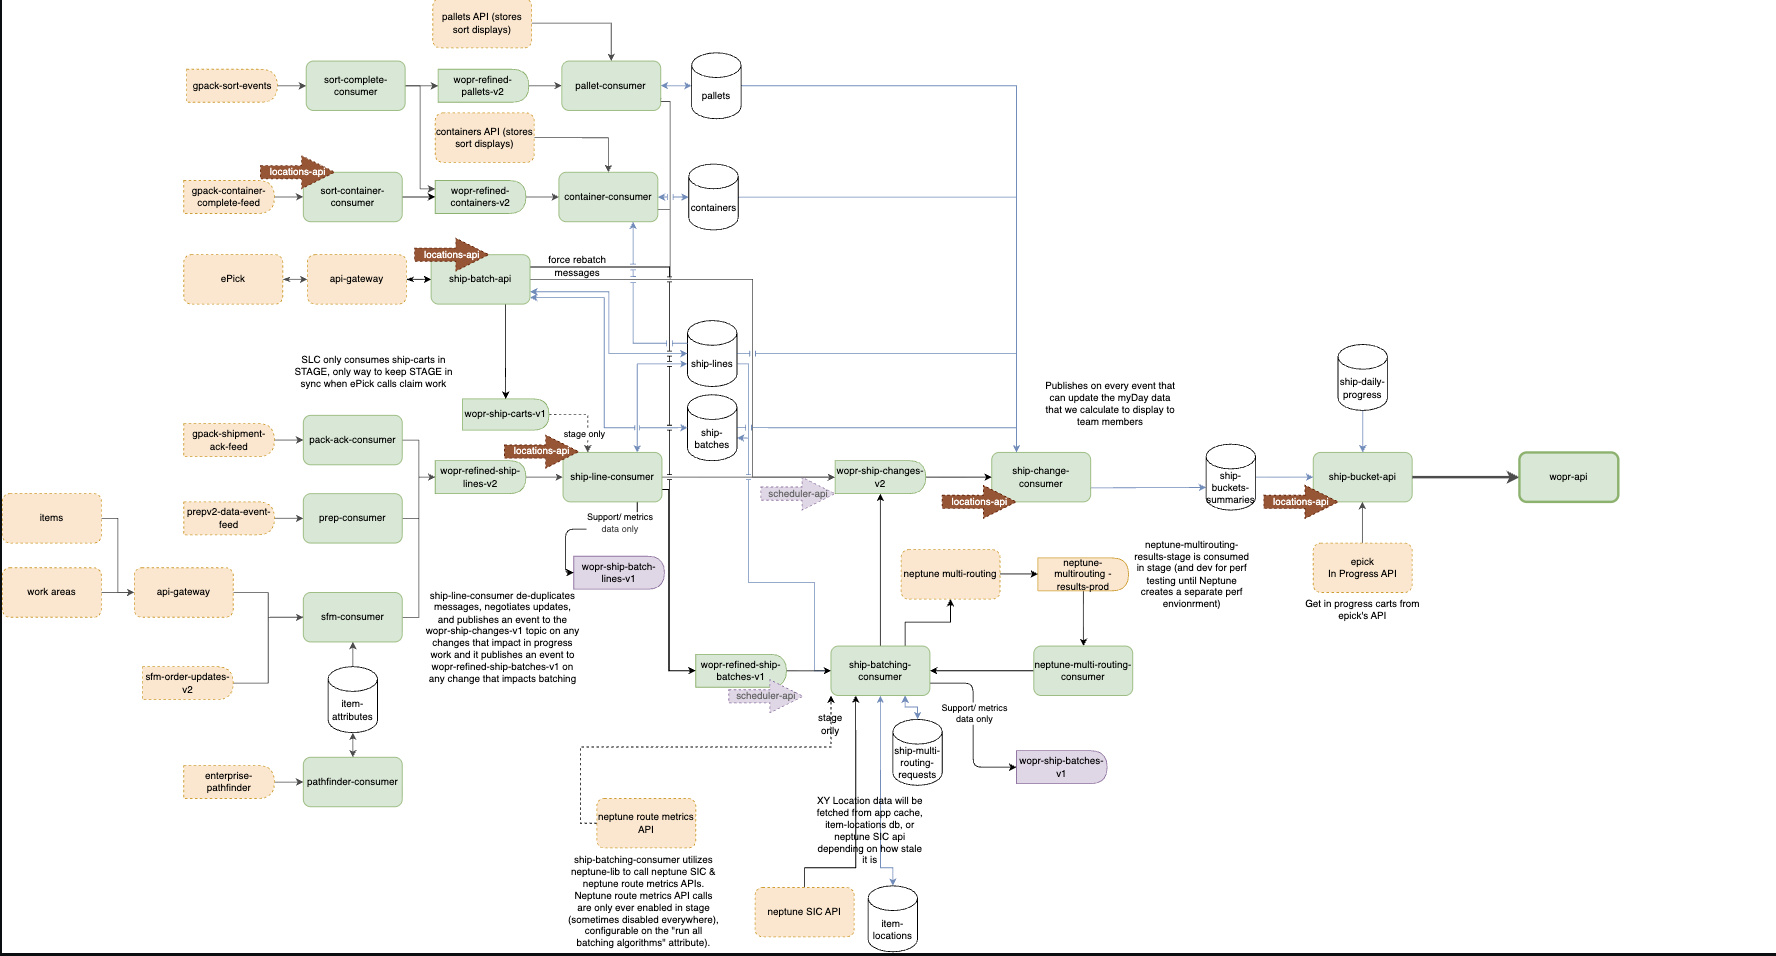 pallets API (stores
sort displays)
gpack-sort-events
sort-complete-
consumer
wopr-refined-
pallets-v2
pallet-consumer
pallets
containers API (stores
sort displays)
locations-api
gpack-container-
complete-feed
sort-container-
consumer
wopr-refined-
containers-v2
container-consumer
containers
ePick
api-gateway
locations-api
ship-batch-api
force rebatch
messages
SLC only consumes ship-carts in
STAGE, only way to keep STAGE in
sync when ePick calls claim work
ship-lines
ship-
batches
wopr-ship-carts-v1
stage only
Publishes on every event that
can update the myDay data
that we calculate to display to
team members
ship-daily-
progress
gpack-shipment-
ack-feed
pack-ack-consumer
locations-api
wopr-refined-ship-
lines-v2
ship-line-consumer
scheduler-api
wopr-ship-changes-
v2
ship-change-
consumer
locations-api
ship-
buckets-
summaries
ship-bucket-api
locations-api
wopr-api
items
prepv2-data-event-
feed
prep-consumer
Support/ metrics
data only
wopr-ship-batch-
lines-v1
neptune multi-routing
neptune-
multirouting -
results-prod
neptune-multirouting-
results-stage is consumed
in stage (and dev for perf
testing until Neptune
creates a separate perf
envionrment)
epick
In Progress API
Get in progress carts from
epick's API
work areas
api-gateway
sfm-consumer
ship-line-consumer de-duplicates
messages, negotiates updates,
and publishes an event to the
wopr-ship-changes-v1 topic on any
changes that impact in progress
work and it publishes an event to
wopr-refined-ship-batches-v1 on
any change that impacts batching
sfm-order-updates-
v2
item-
attributes
wopr-refined-ship-
batches-v1
scheduler-api
ship-batching-
consumer
neptune-multi-routing-
consumer
stage
only
Support/ metrics
data only
ship-multi-
routing-
requests
wopr-ship-batches-
v1
enterprise-
pathfinder
pathfinder-consumer
neptune route metrics
API
XY Location data will be
fetched from app cache,
item-locations db, or
neptune SIC api
depending on how stale
it is
ship-batching-consumer utilizes
neptune-lib to call neptune SIC &
neptune route metrics APIs.
Neptune route metrics API calls
are only ever enabled in stage
(sometimes disabled everywhere),
configurable on the "run all
batching algorithms" attribute).
neptune SIC API
item-
locations